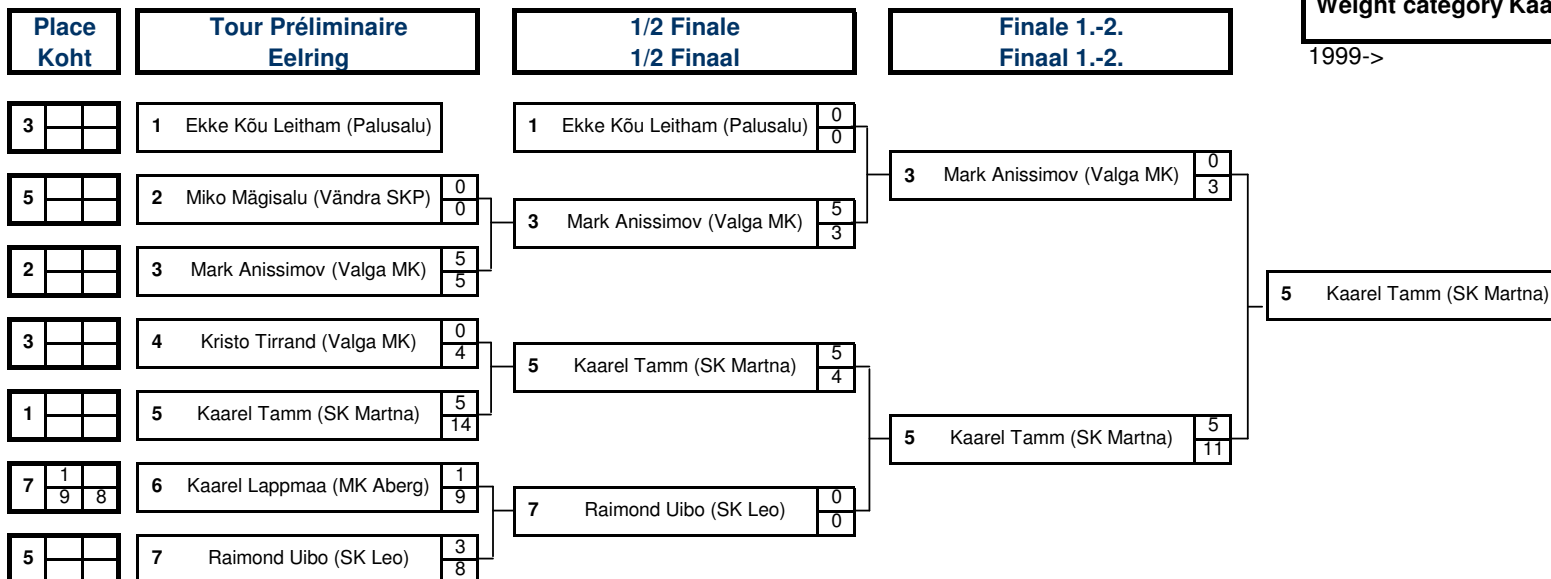 Place
Koht
Tour Préliminaire
Eelring
1/2 Finale
1/2 Finaal
Finale 1.-2.
Finaal 1.-2.
Weight category Kaa
1999->
3
1 Ekke Kõu Leitham (Palusalu)
1 Ekke Kõu Leitham (Palusalu) 0
0
3 Mark Anissimov (Valga MK) 0
3
5
2 Miko Mägisalu (Vändra SKP) 0
0
3 Mark Anissimov (Valga MK) 5
3
2
3 Mark Anissimov (Valga MK) 5
5
5 Kaarel Tamm (SK Martna)
3
4 Kristo Tirrand (Valga MK) 0
4
5 Kaarel Tamm (SK Martna) 5
4
1
5 Kaarel Tamm (SK Martna) 5
14
5 Kaarel Tamm (SK Martna) 5
11
7 1
9 8
6 Kaarel Lappmaa (MK Aberg) 1
9
7 Raimond Uibo (SK Leo) 0
0
5
7 Raimond Uibo (SK Leo) 3
8